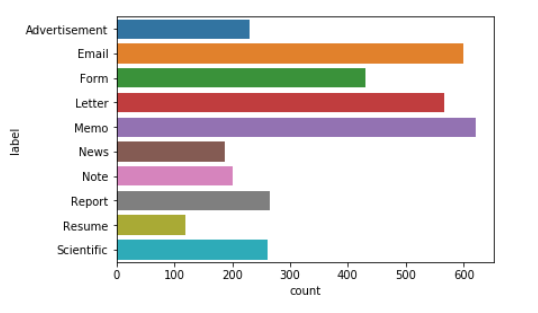 Advertisement
Email
Form
Letter
Memo
News
Note
Report
Resume
Scientific
label
0 100 200 300 400 500 600
count